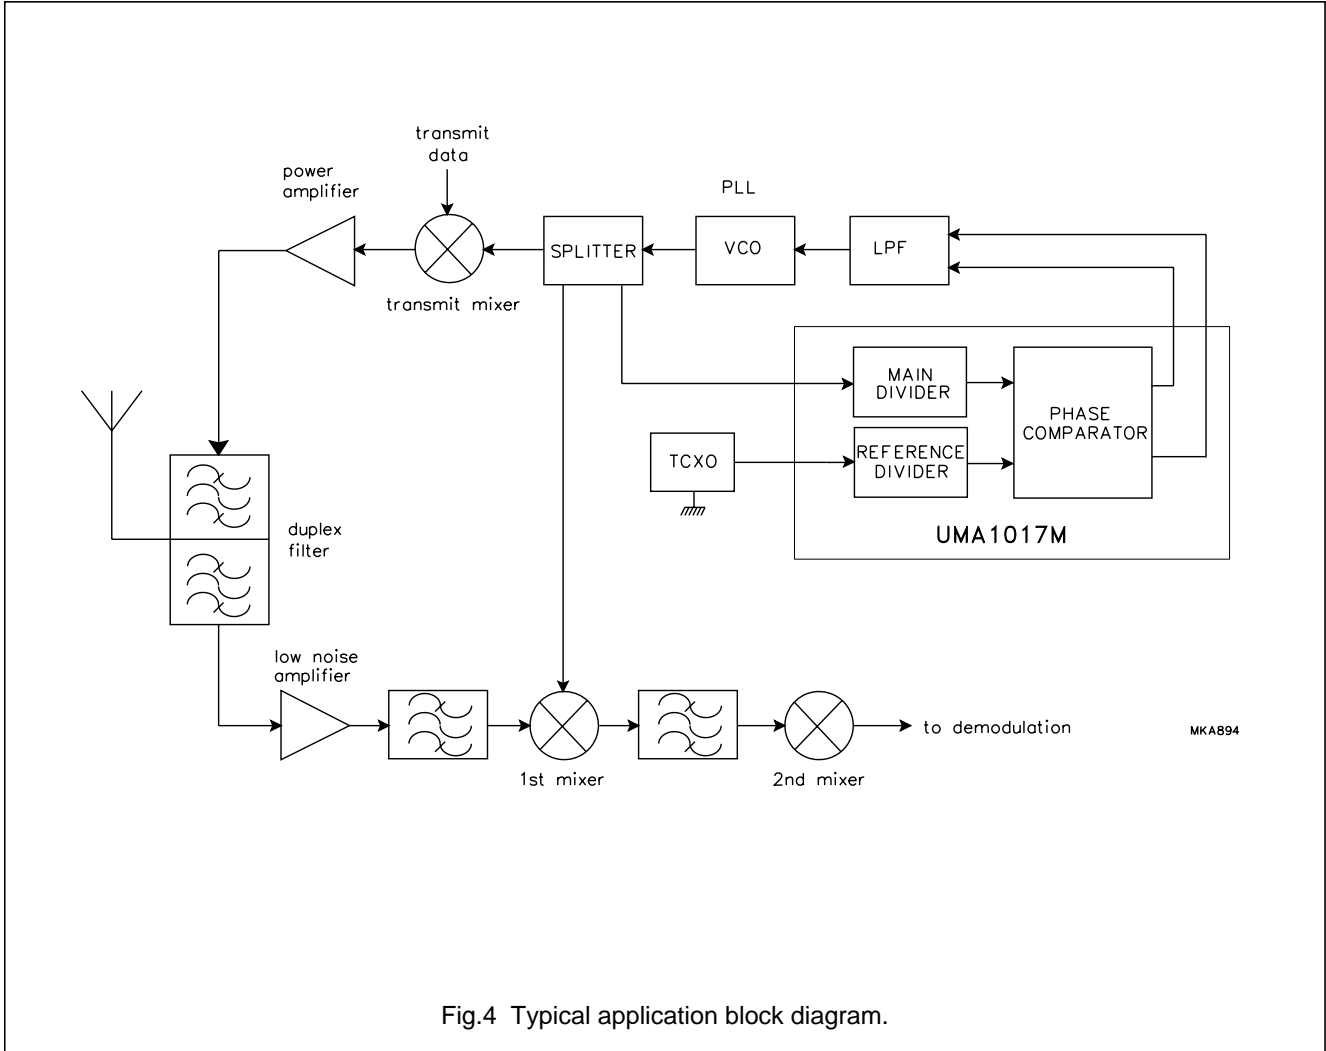 transmit
data
power
amplifier
PLL
SPLITTER
VCO
LPF
transmit mixer
MAIN
DIVIDER
PHASE
COMPARATOR
TCXO
REFERENCE
DIVIDER
UMA1017M
duplex
filter
low noise
amplifier
1st mixer
2nd mixer
to demodulation
MKA894
Fig.4 Typical application block diagram.